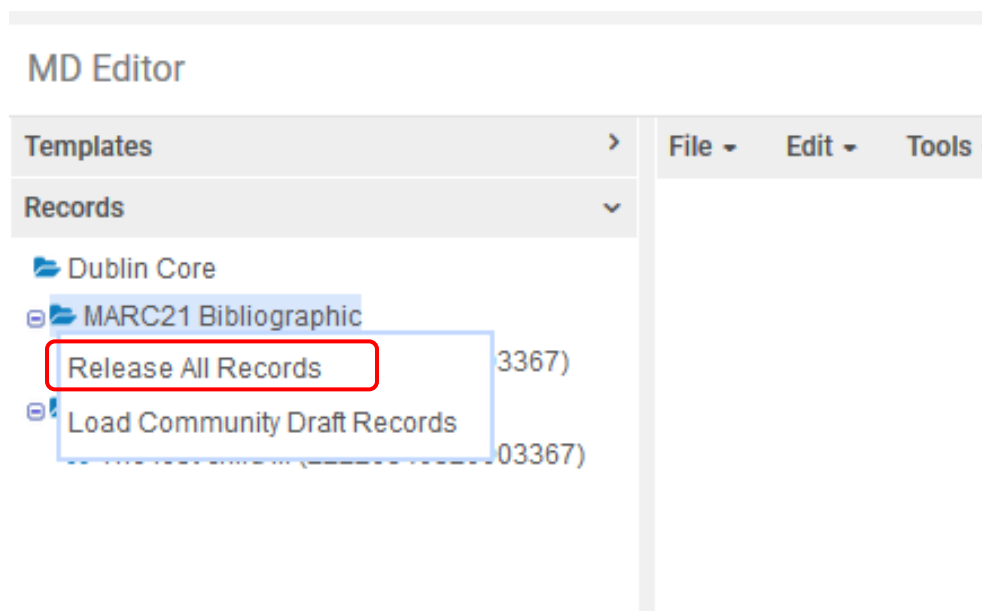 MD Editor
Templates
File Edit Tools
Records
Dublin Core
MARC21 Bibliographic
Release All Records 3367)
Load Community Draft Records
03367)